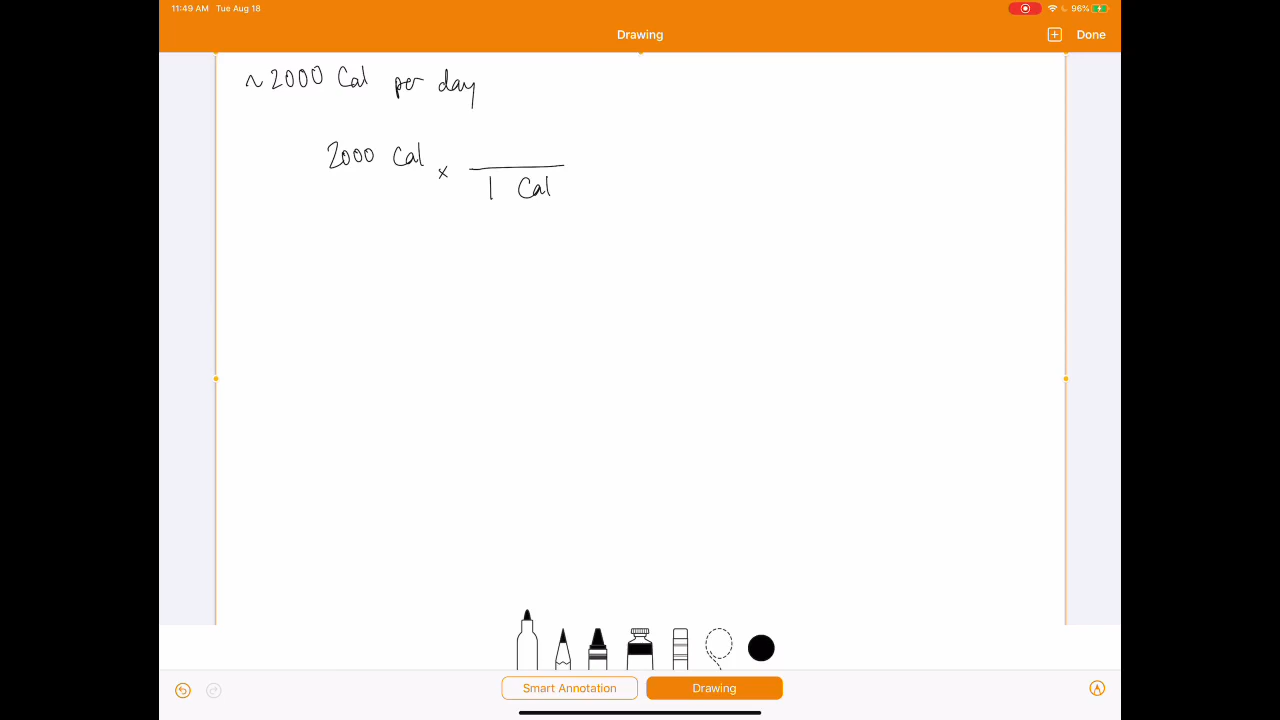 11:49 AM Tue Aug 18
96%
Drawing
Done
~2000 Cal per day
2000 Cal ×
1 Cal
Smart Annotation
Drawing